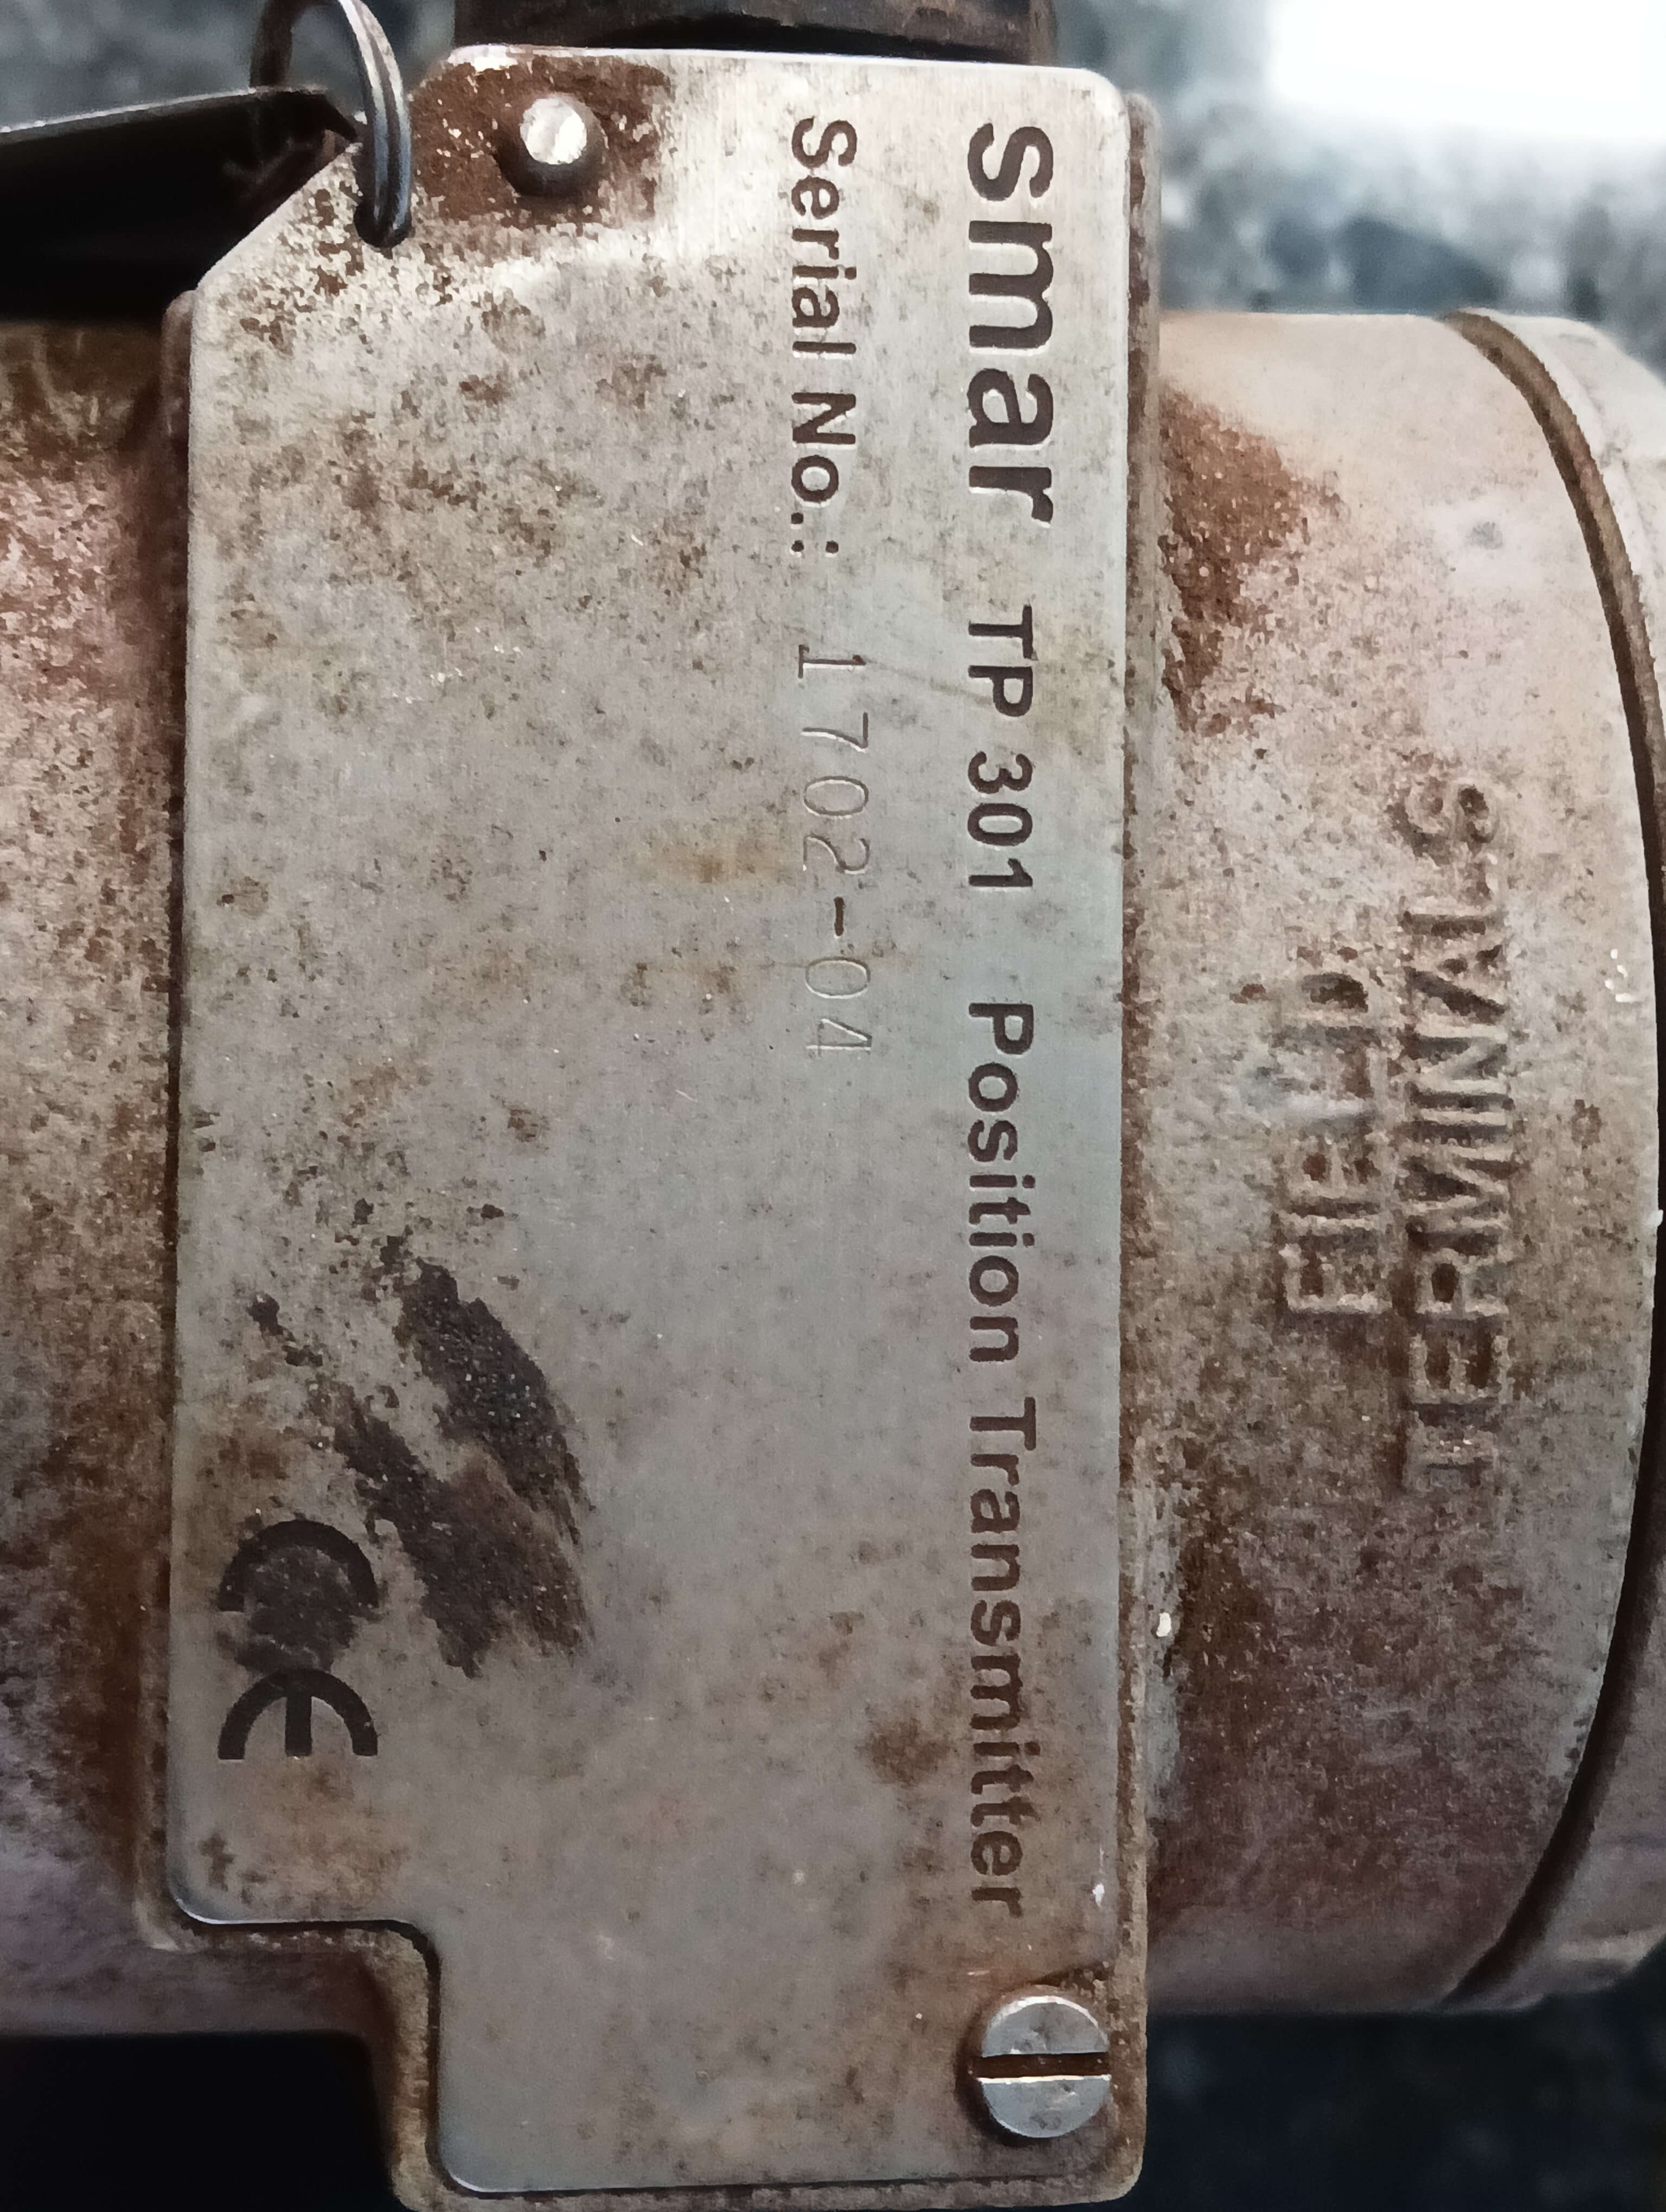 smar TP 301 Position Transmitter
Serial No.: 1702-04
CE
FIELD
TERMINALS